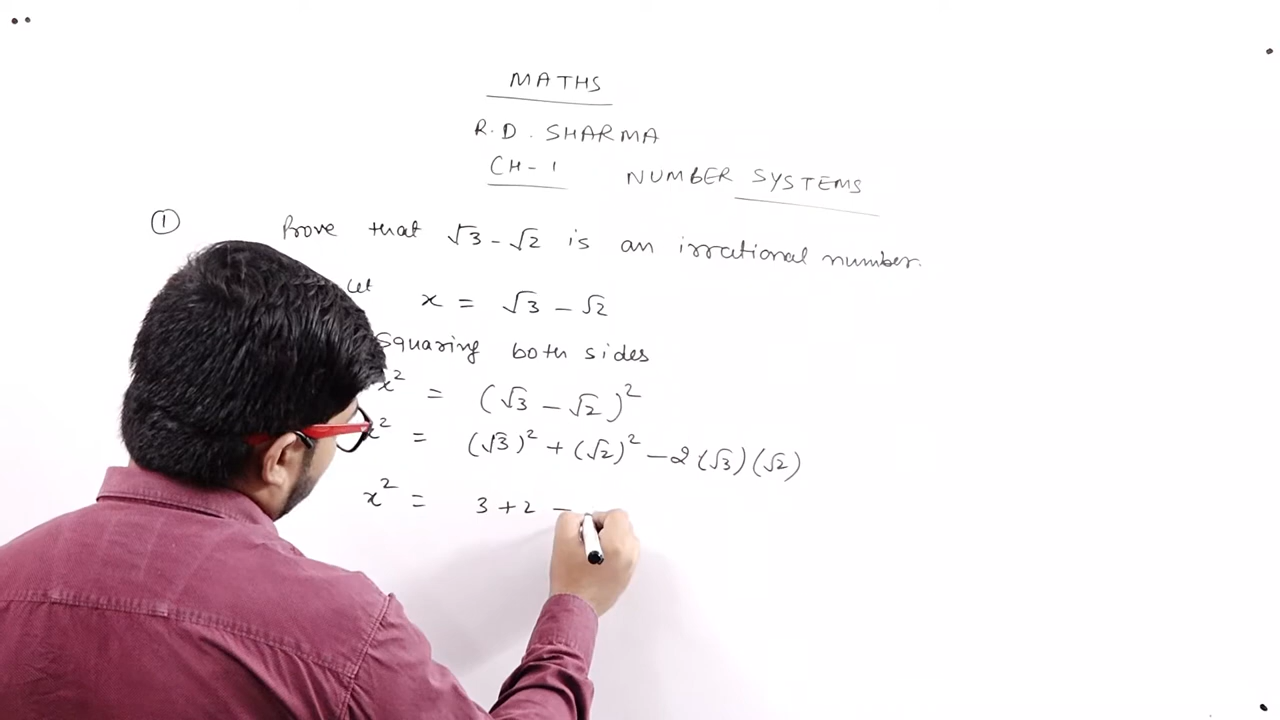 MATHS
R.D. SHARMA
CH-1 NUMBER SYSTEMS
① Prove that √3 - √2 is an irrational number.
Let x = √3 - √2
Squaring both sides
x² = (√3 - √2)²
x² = (√3)² + (√2)² - 2(√3)(√2)
x² = 3 + 2 -